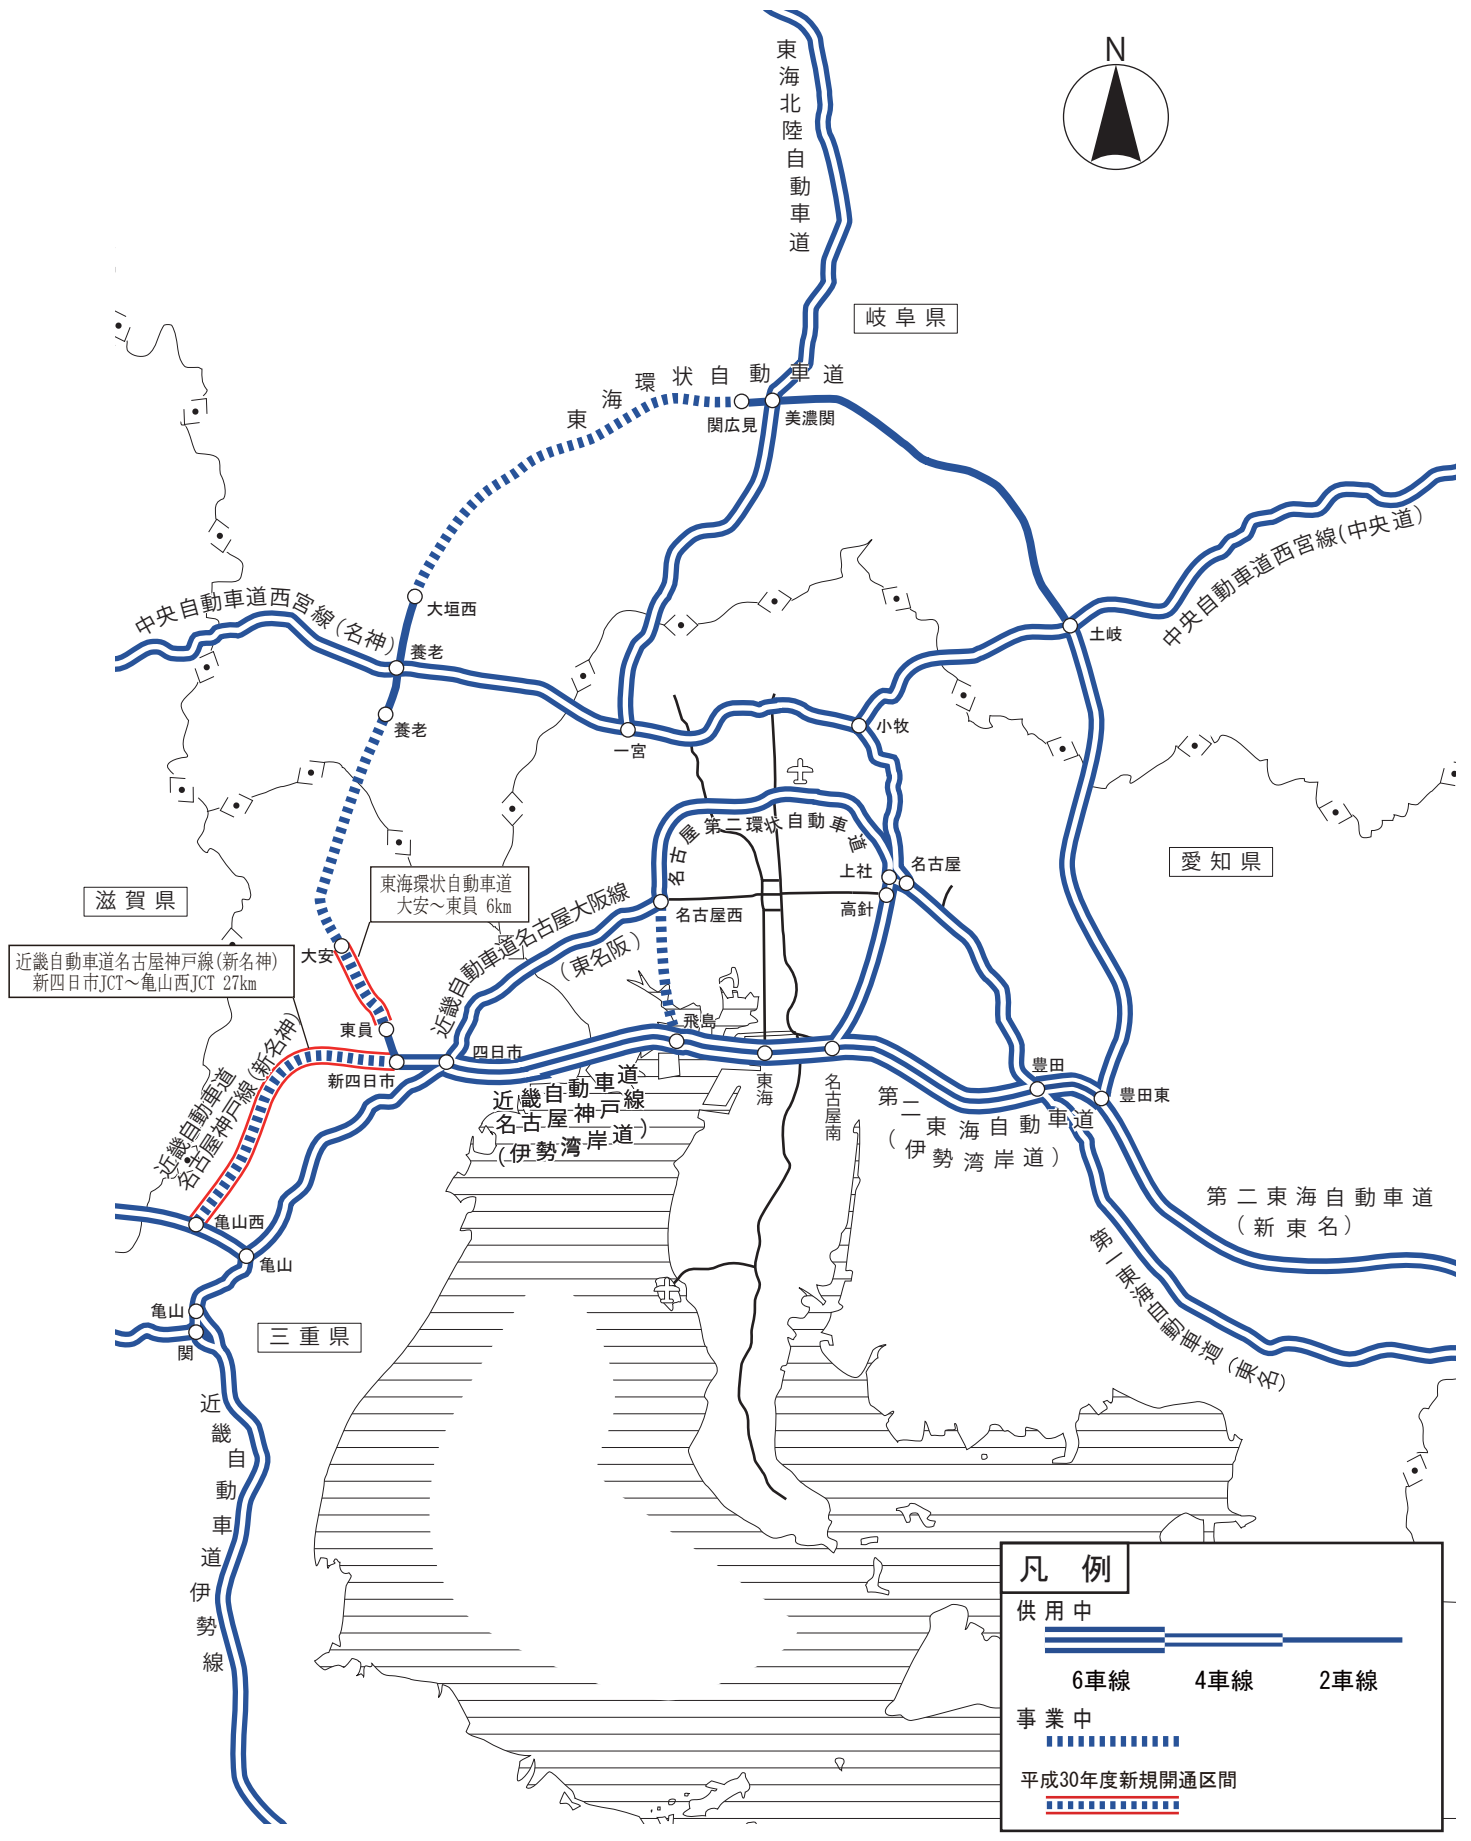 N
東海北陸自動車道
岐阜県
東海環状自動車道
関広見
美濃関
中央自動車道西宮線(中央道)
中央自動車道西宮線(名神)
大垣西
養老
土岐
養老
一宮
小牧
愛知県
名古屋第二環状自動車道
上社
名古屋
高針
名古屋西
滋賀県
東海環状自動車道
大安～東員 6km
近畿自動車道名古屋大阪線
(東名阪)
大安
近畿自動車道名古屋神戸線(新名神)
新四日市JCT～亀山西JCT 27km
東員
飛島
四日市
新四日市
近畿自動車道
名古屋神戸線(新名神)
近畿自動車道
名古屋神戸線
(伊勢湾岸道)
東海
名古屋南
豊田
豊田東
第二東海自動車道
(伊勢湾岸道)
第二東海自動車道
(新東名)
第一東海自動車道(東名)
亀山西
亀山
亀山
関
三重県
近畿自動車道伊勢線
凡例
供用中
6車線
4車線
2車線
事業中
平成30年度新規開通区間